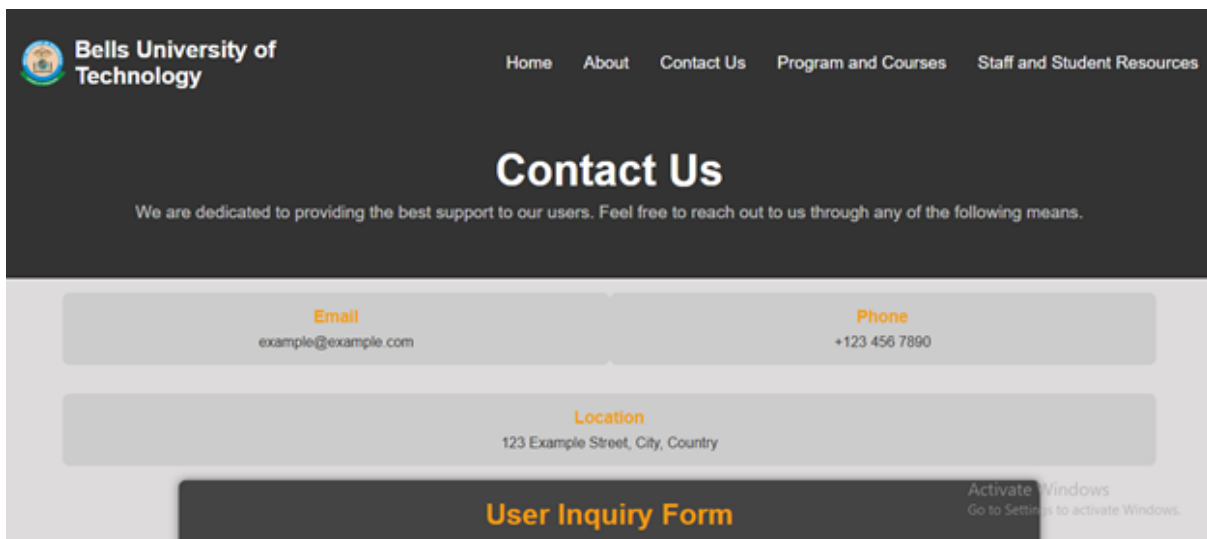 Bells University of
Technology
Home About Contact Us Program and Courses Staff and Student Resources
Contact Us
We are dedicated to providing the best support to our users. Feel free to reach out to us through any of the following means.
Email
example@example.com
Phone
+123 456 7890
Location
123 Example Street, City, Country
User Inquiry Form
Activate Windows
Go to Settings to activate Windows.